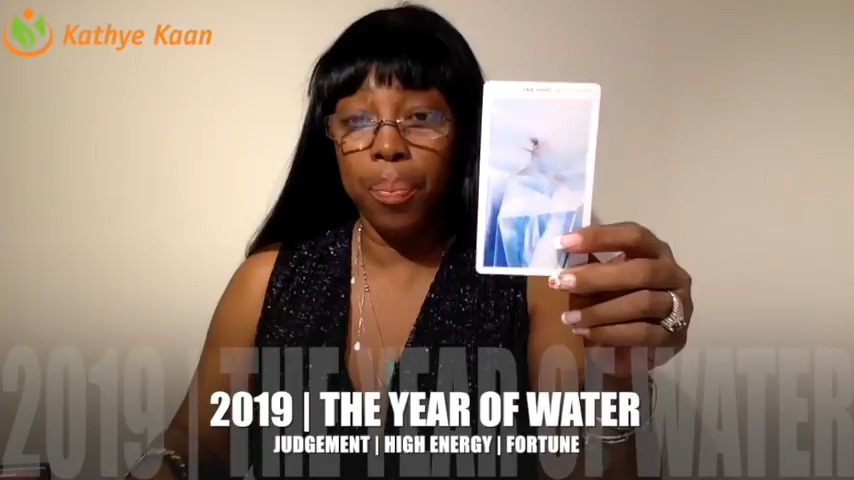 Kathye Kaan
2019 | THE YEAR OF WATER
2019 | THE YEAR OF WATER
JUDGEMENT | HIGH ENERGY | FORTUNE